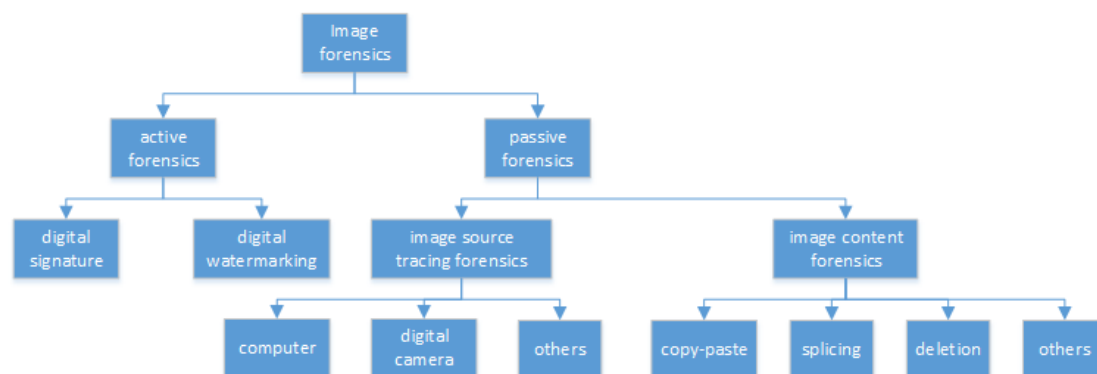 Image
forensics
active
forensics
passive
forensics
digital
signature
digital
watermarking
image source
tracing forensics
image content
forensics
computer
digital
camera
others
copy-paste
splicing
deletion
others